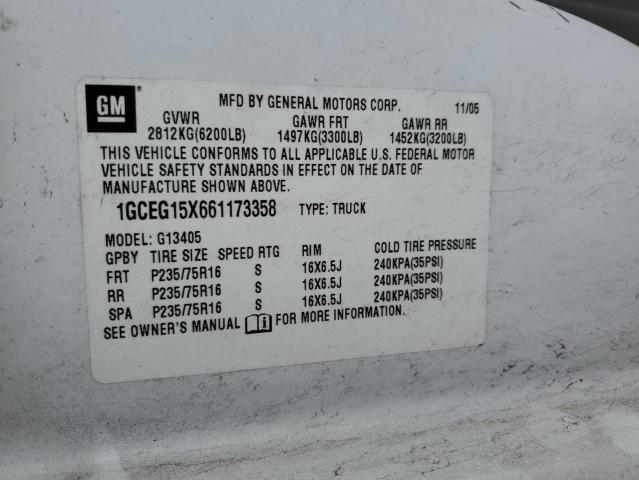 GM
MFD BY GENERAL MOTORS CORP. 11/05
GVWR GAWR FRT GAWR RR
2812KG(6200LB) 1497KG(3300LB) 1452KG(3200LB)
THIS VEHICLE CONFORMS TO ALL APPLICABLE U.S. FEDERAL MOTOR
VEHICLE SAFETY STANDARDS IN EFFECT ON THE DATE OF
MANUFACTURE SHOWN ABOVE.
1GCEG15X661173358 TYPE: TRUCK
MODEL: G13405
GPBY TIRE SIZE SPEED RTG RIM COLD TIRE PRESSURE
FRT P235/75R16 S 16X6.5J 240KPA(35PSI)
RR P235/75R16 S 16X6.5J 240KPA(35PSI)
SPA P235/75R16 S 16X6.5J 240KPA(35PSI)
SEE OWNER'S MANUAL FOR MORE INFORMATION.